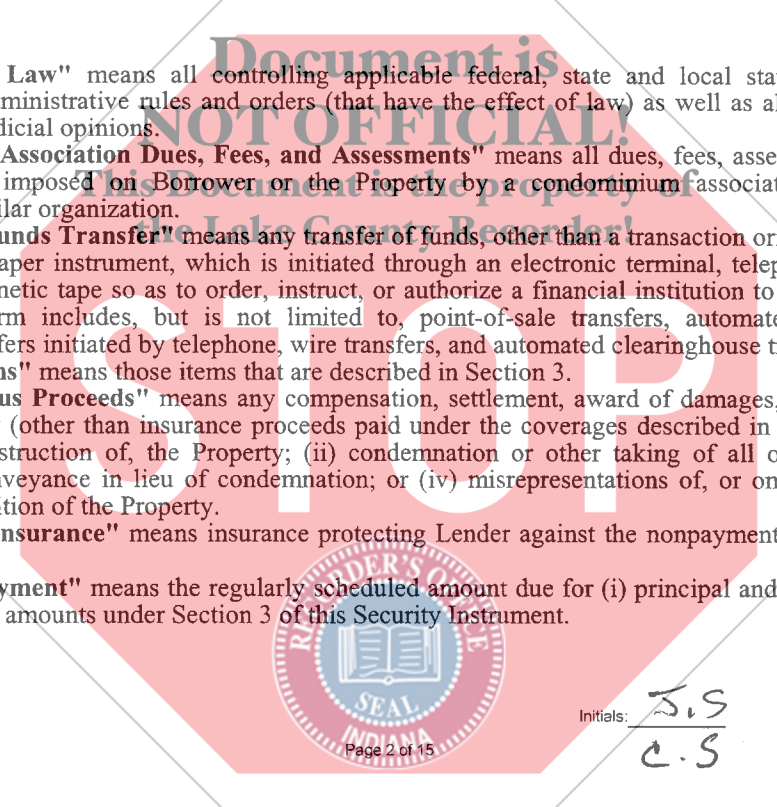 Document is
Law" means all controlling applicable federal, state and local
ministrative rules and orders (that have the effect of law) as well as
dicial opinions.
NOT OFFICIAL!
Association Dues, Fees, and Assessments" means all dues, fees,
imposed on Borrower or the Property by a condominium
This Document is the property of
ilar organization.
the Lake County Recorder!
unds Transfer" means any transfer of funds, other than a transaction
aper instrument, which is initiated through an electronic terminal,
netic tape so as to order, instruct, or authorize a financial institution to
rm includes, but is not limited to, point-of-sale transfers,
fers initiated by telephone, wire transfers, and automated clearinghouse
ns" means those items that are described in Section 3.
us Proceeds" means any compensation, settlement, award of damages,
(other than insurance proceeds paid under the coverages described in
struction of, the Property; (ii) condemnation or other taking of all
veyance in lieu of condemnation; or (iv) misrepresentations of, or
ition of the Property.
STOP
nsurance" means insurance protecting Lender against the nonpayment
yment" means the regularly scheduled amount due for (i) principal and
amounts under Section 3 of this Security Instrument.
RECORDER'S OFFICE
SEAL
INDIANA
Initials: J.S
C.S
Page 2 of 15